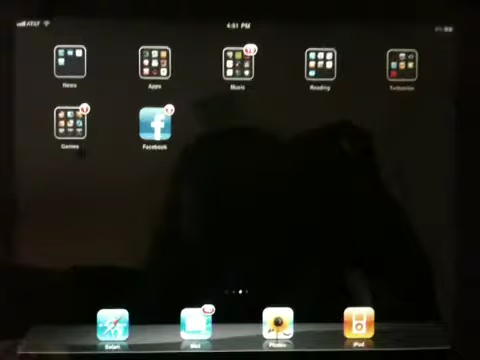 AT&T 4:51 PM
News Apps Music Reading
Games Facebook
Safari Mail Photos iPod